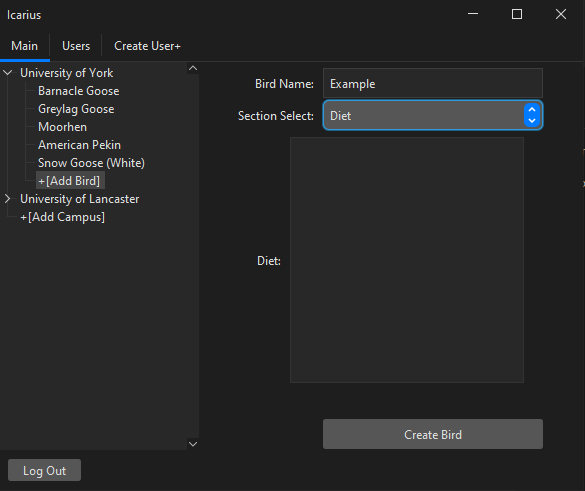 Icarius
Main Users Create User+
University of York
Barnacle Goose
Greylag Goose
Moorhen
American Pekin
Snow Goose (White)
+[Add Bird]
University of Lancaster
+[Add Campus]
Bird Name: Example
Section Select: Diet
Diet:
Create Bird
Log Out